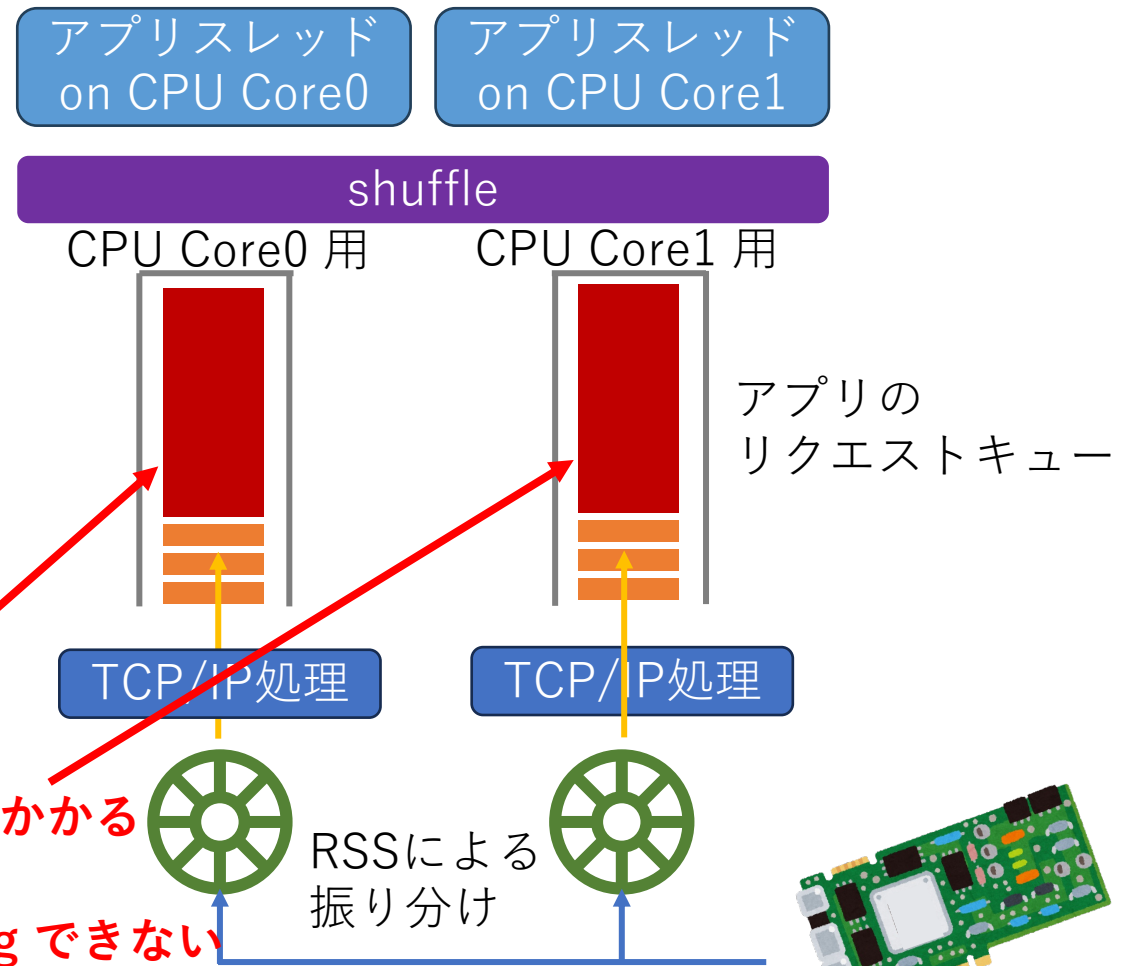 アプリスレッド
on CPU Core0
アプリスレッド
on CPU Core1
shuffle
CPU Core0 用
CPU Core1 用
アプリの
リクエストキュー
TCP/IP処理
TCP/IP処理
かかる
RSSによる
振り分け
g できない